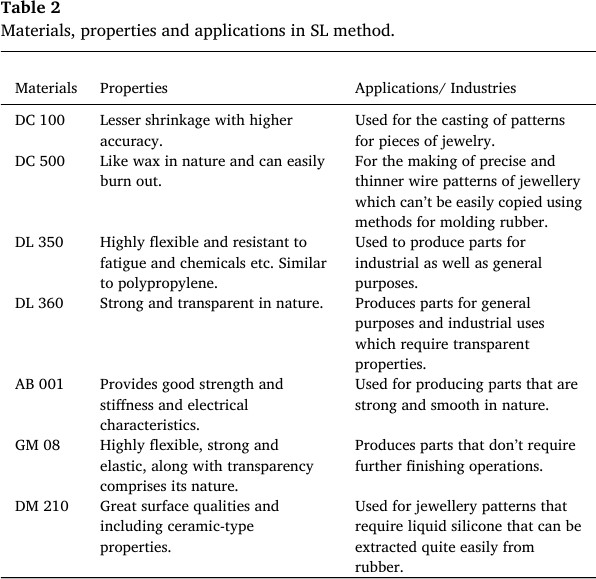 Table 2
Materials, properties and applications in SL method.
Materials Properties Applications/ Industries
DC 100 Lesser shrinkage with higher Used for the casting of patterns
accuracy. for pieces of jewelry.
DC 500 Like wax in nature and can easily For the making of precise and
burn out. thinner wire patterns of jewellery
which can’t be easily copied using
methods for molding rubber.
DL 350 Highly flexible and resistant to Used to produce parts for
fatigue and chemicals etc. Similar industrial as well as general
to polypropylene. purposes.
DL 360 Strong and transparent in nature. Produces parts for general
purposes and industrial uses
which require transparent
properties.
AB 001 Provides good strength and Used for producing parts that are
stiffness and electrical strong and smooth in nature.
characteristics.
GM 08 Highly flexible, strong and Produces parts that don’t require
elastic, along with transparency further finishing operations.
comprises its nature.
DM 210 Great surface qualities and Used for jewellery patterns that
including ceramic-type require liquid silicone that can be
properties. extracted quite easily from
rubber.